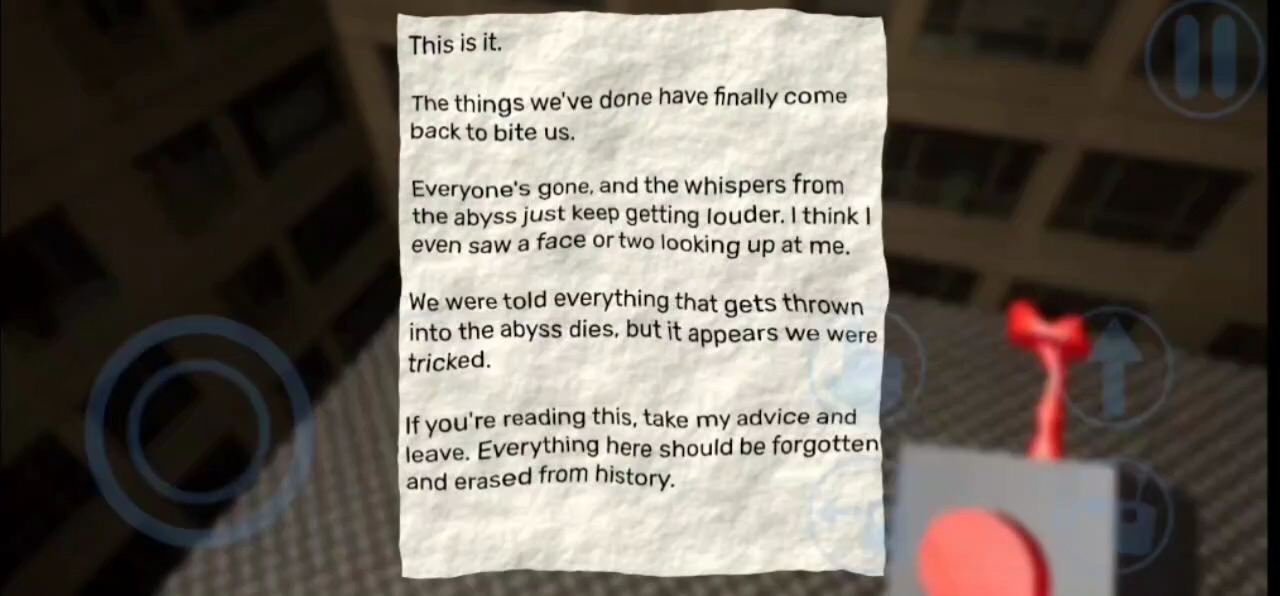 This is it.
The things we've done have finally come
back to bite us.
Everyone's gone, and the whispers from
the abyss just keep getting louder. I think I
even saw a face or two looking up at me.
We were told everything that gets thrown
into the abyss dies, but it appears we were
tricked.
If you're reading this, take my advice and
leave. Everything here should be forgotten
and erased from history.